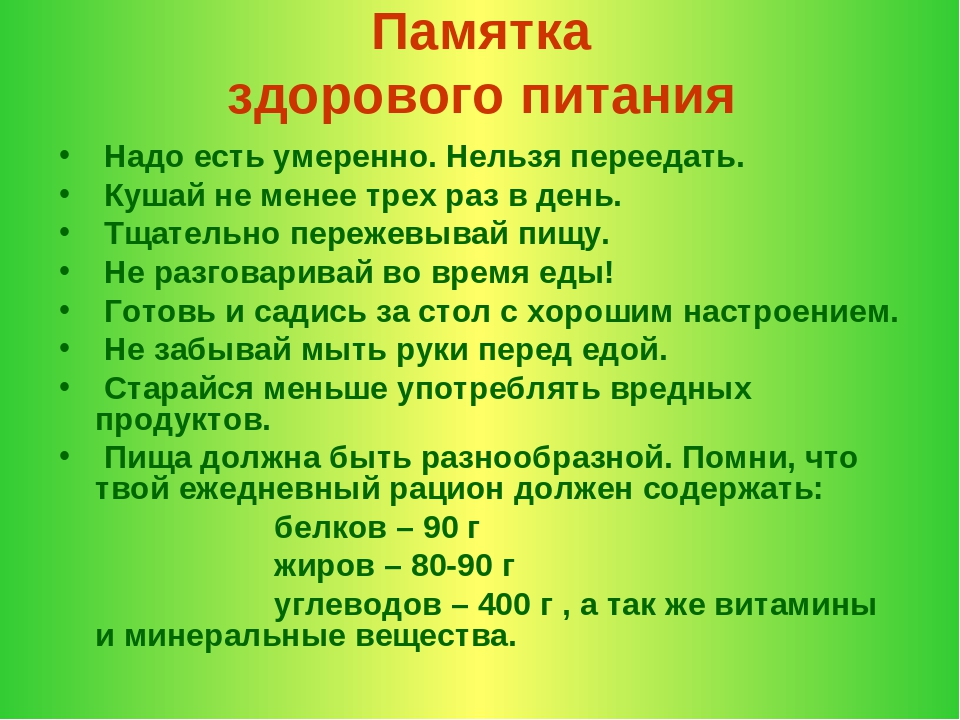 Памятка
здорового питания
• Надо есть умеренно. Нельзя переедать.
• Кушай не менее трех раз в день.
• Тщательно пережевывай пищу.
• Не разговаривай во время еды!
• Готовь и садись за стол с хорошим настроением.
• Не забывай мыть руки перед едой.
• Старайся меньше употреблять вредных
продуктов.
• Пища должна быть разнообразной. Помни, что
твой ежедневный рацион должен содержать:
белков – 90 г
жиров – 80-90 г
углеводов – 400 г , а так же витамины
и минеральные вещества.